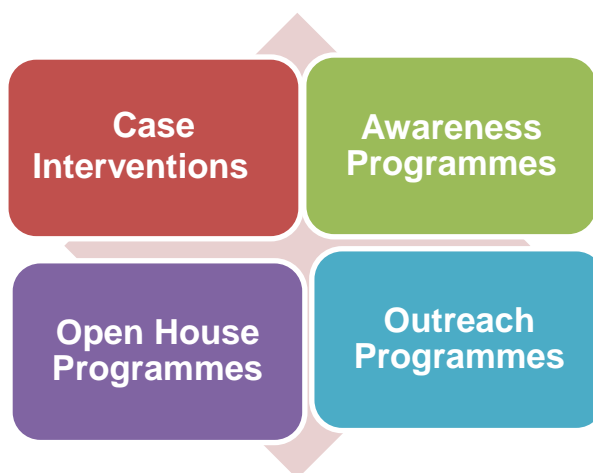 Case
Interventions
Awareness
Programmes
Open House
Programmes
Outreach
Programmes